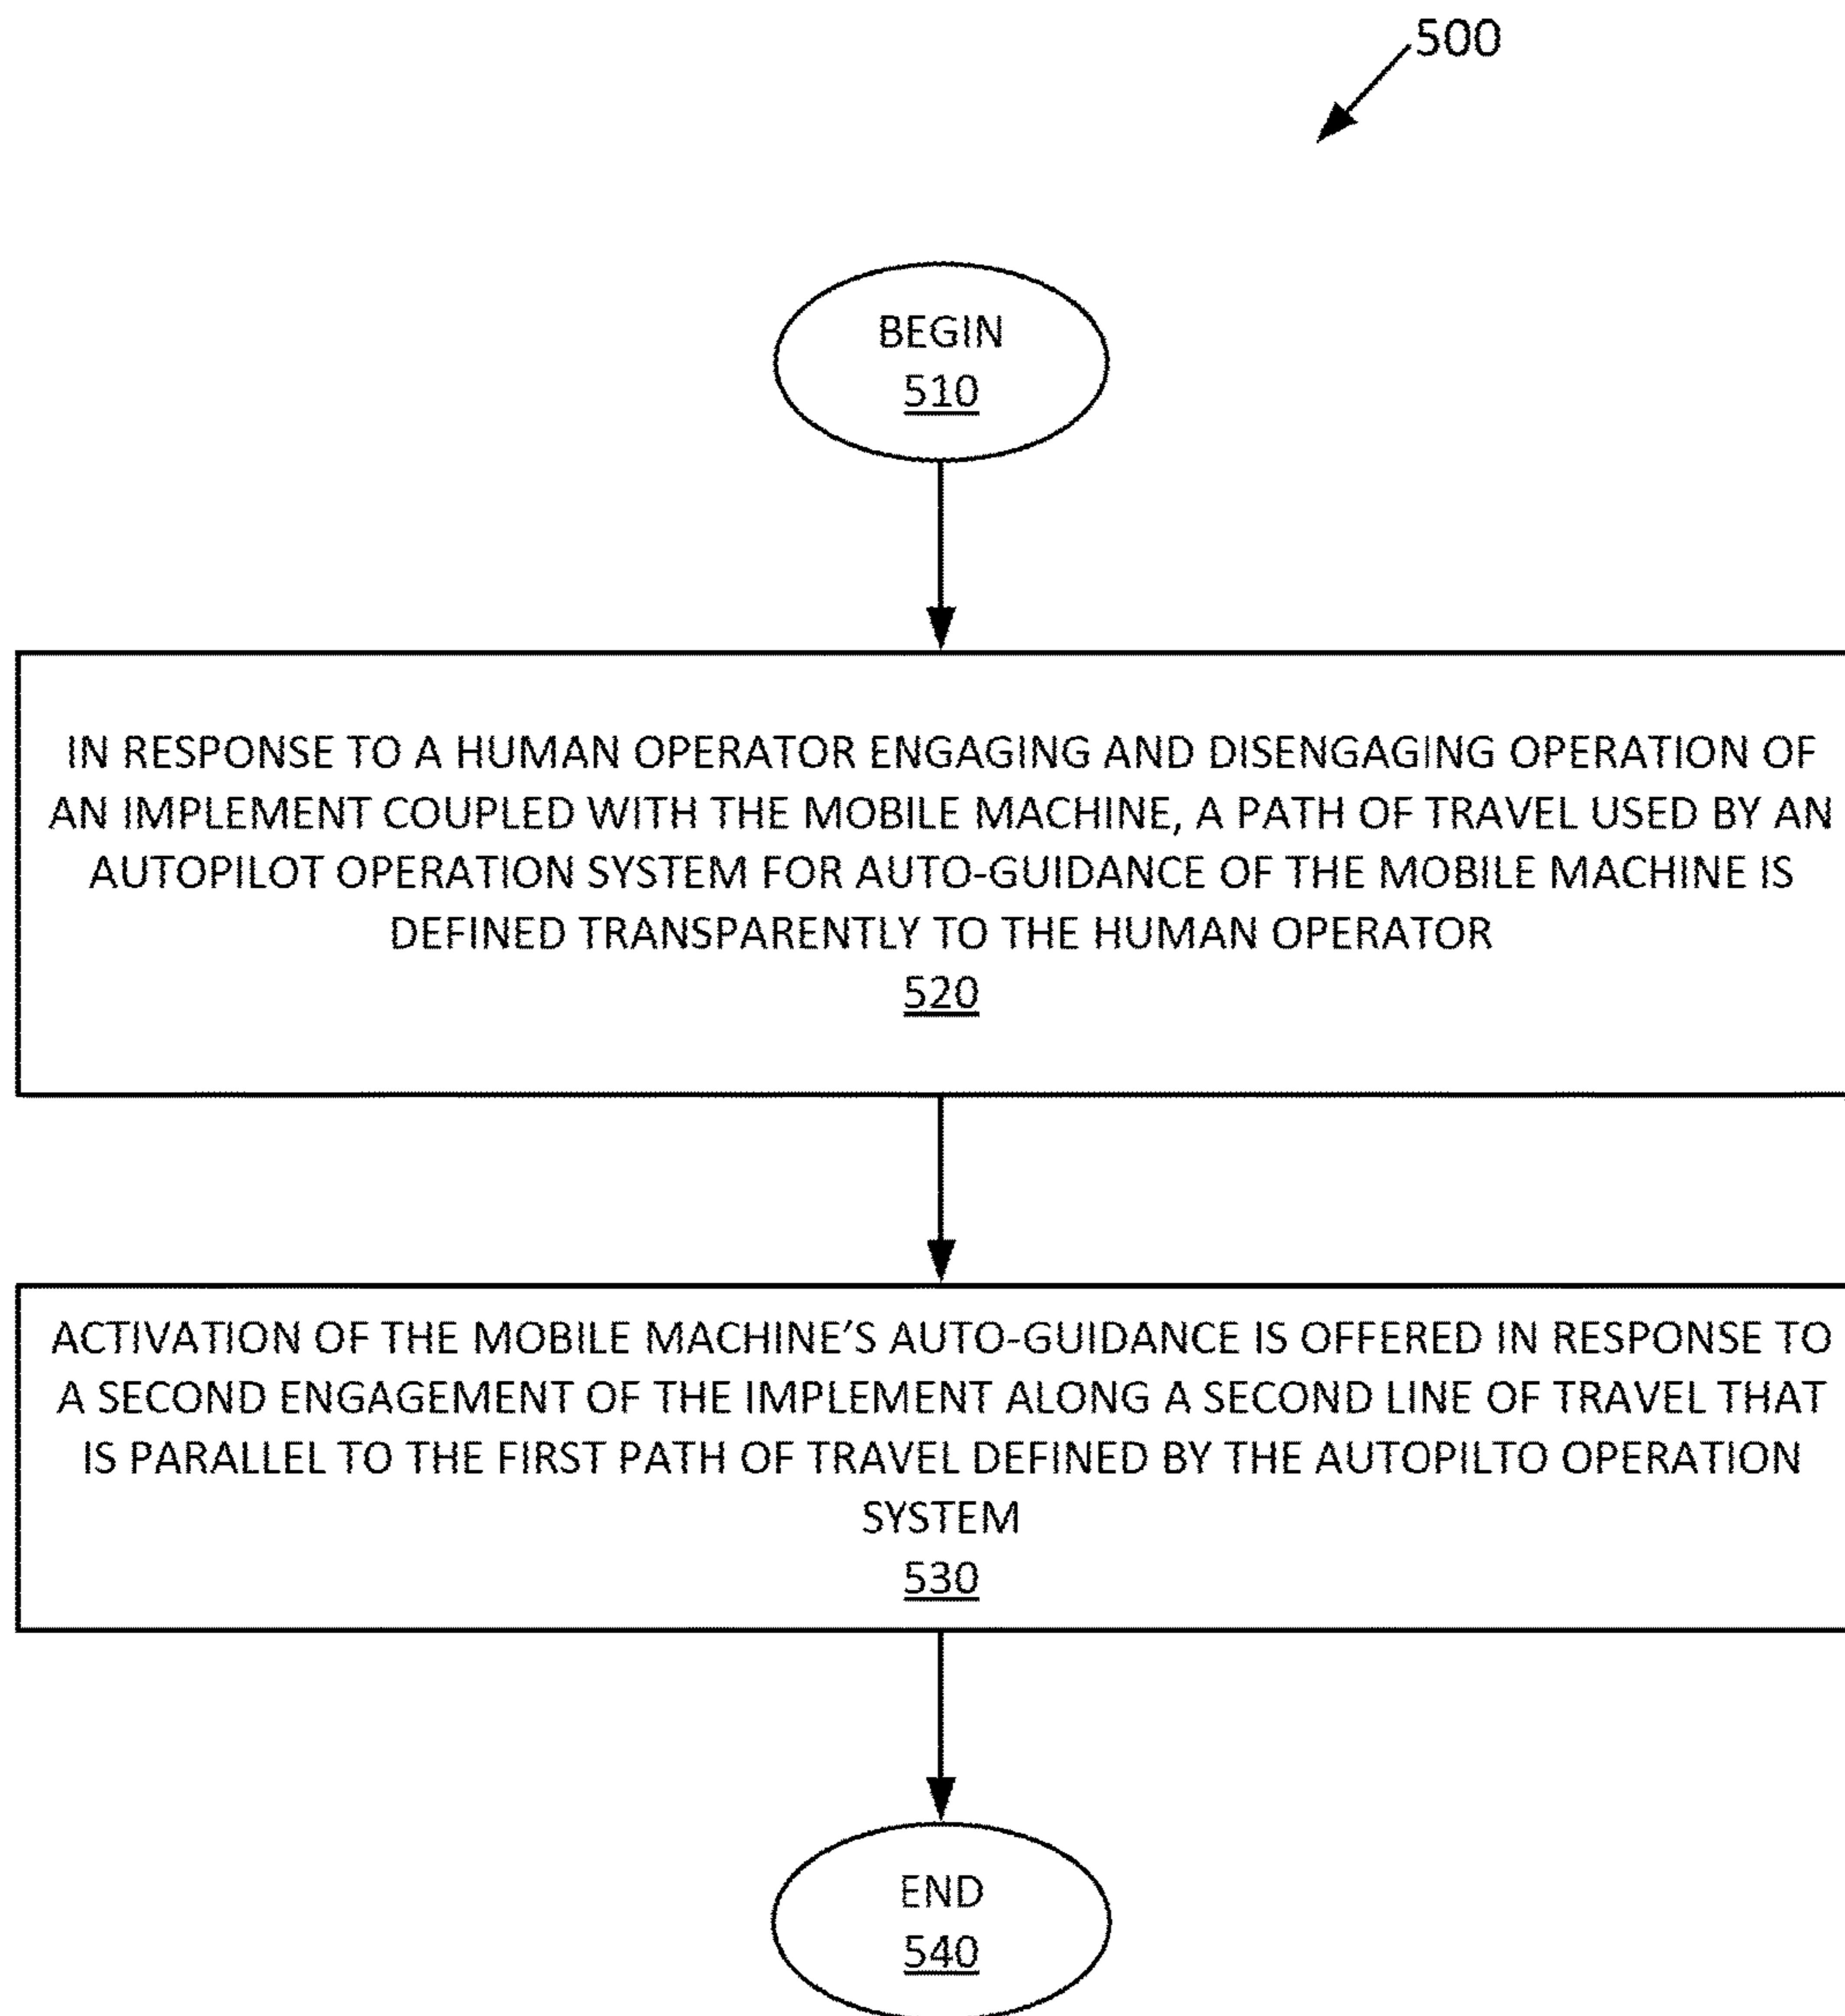 500
BEGIN
510
IN RESPONSE TO A HUMAN OPERATOR ENGAGING AND DISENGAGING OPERATION OF
AN IMPLEMENT COUPLED WITH THE MOBILE MACHINE, A PATH OF TRAVEL USED BY AN
AUTOPILOT OPERATION SYSTEM FOR AUTO-GUIDANCE OF THE MOBILE MACHINE IS
DEFINED TRANSPARENTLY TO THE HUMAN OPERATOR
520
ACTIVATION OF THE MOBILE MACHINE'S AUTO-GUIDANCE IS OFFERED IN RESPONSE TO
A SECOND ENGAGEMENT OF THE IMPLEMENT ALONG A SECOND LINE OF TRAVEL THAT
IS PARALLEL TO THE FIRST PATH OF TRAVEL DEFINED BY THE AUTOPILTO OPERATION
SYSTEM
530
END
540